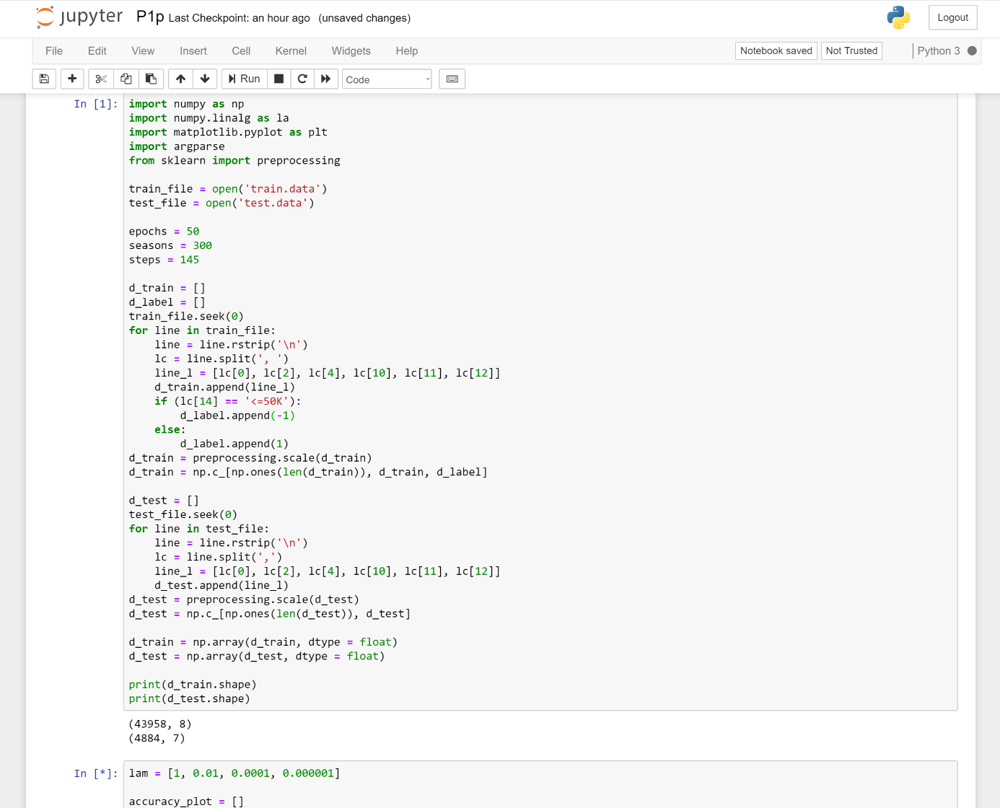 jupyter P1p Last Checkpoint: an hour ago (unsaved changes) Logout
File Edit View Insert Cell Kernel Widgets Help Notebook saved Not Trusted Python 3
Run Code
In [1]: import numpy as np
import numpy.linalg as la
import matplotlib.pyplot as plt
import argparse
from sklearn import preprocessing

train_file = open('train.data')
test_file = open('test.data')

epochs = 50
seasons = 300
steps = 145

d_train = []
d_label = []
train_file.seek(0)
for line in train_file:
    line = line.rstrip('\n')
    lc = line.split(', ')
    line_l = [lc[0], lc[2], lc[4], lc[10], lc[11], lc[12]]
    d_train.append(line_l)
    if (lc[14] == '<=50K'):
        d_label.append(-1)
    else:
        d_label.append(1)
d_train = preprocessing.scale(d_train)
d_train = np.c_[np.ones(len(d_train)), d_train, d_label]

d_test = []
test_file.seek(0)
for line in test_file:
    line = line.rstrip('\n')
    lc = line.split(',')
    line_l = [lc[0], lc[2], lc[4], lc[10], lc[11], lc[12]]
    d_test.append(line_l)
d_test = preprocessing.scale(d_test)
d_test = np.c_[np.ones(len(d_test)), d_test]

d_train = np.array(d_train, dtype = float)
d_test = np.array(d_test, dtype = float)

print(d_train.shape)
print(d_test.shape)
(43958, 8)
(4884, 7)
In [*]: lam = [1, 0.01, 0.0001, 0.000001]

accuracy_plot = []